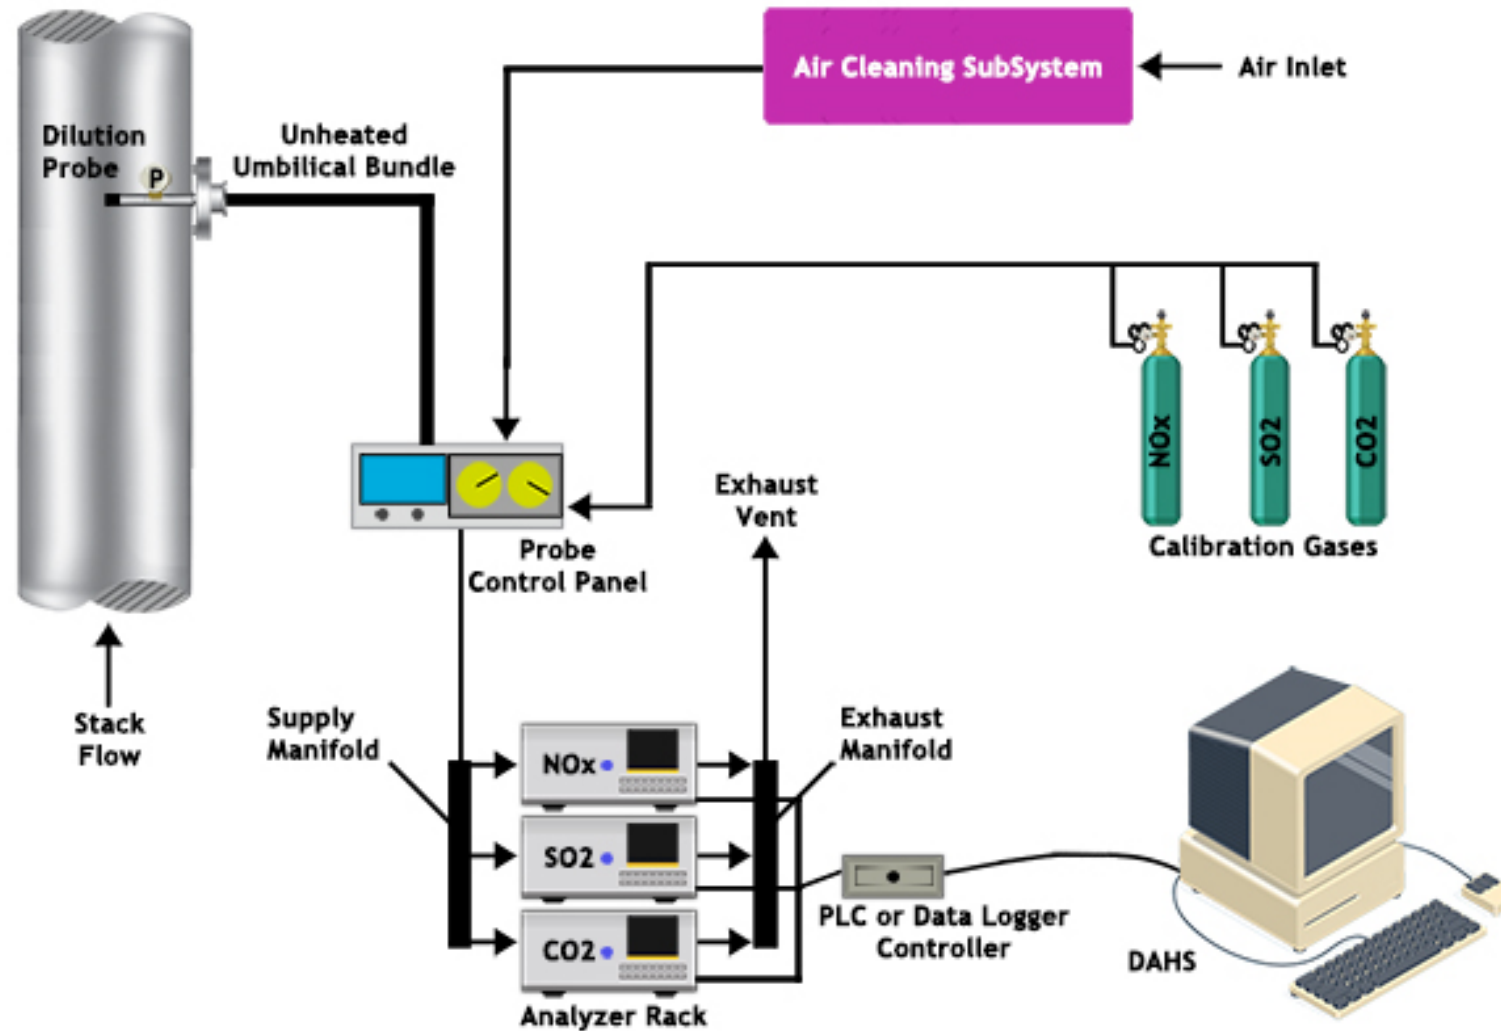 Air Cleaning SubSystem
Air Inlet
Dilution
Probe
P
Unheated
Umbilical Bundle
NOx
SO2
CO2
Calibration Gases
Exhaust
Vent
Probe
Control Panel
Stack
Flow
Supply
Manifold
Exhaust
Manifold
NOx
SO2
CO2
Analyzer Rack
PLC or Data Logger
Controller
DAHS